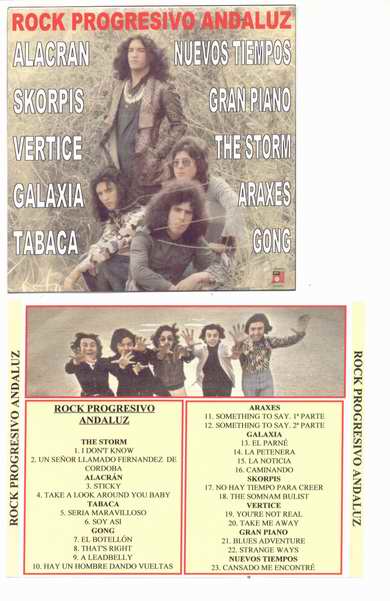 ROCK PROGRESIVO ANDALUZ
ALACRAN
NUEVOS TIEMPOS
SKORPIS
GRAN PIANO
VERTICE
THE STORM
GALAXIA
ARAXES
TABACA
GONG
ROCK PROGRESIVO ANDALUZ
ROCK PROGRESIVO
ANDALUZ
THE STORM
1. I DON'T KNOW
2. UN SEÑOR LLAMADO FERNANDEZ DE
CORDOBA
ALACRÁN
3. STICKY
4. TAKE A LOOK AROUND YOU BABY
TABACA
5. SERIA MARAVILLOSO
6. SOY ASI
GONG
7. EL BOTELLÓN
8. THAT'S RIGHT
9. A LEADBELLY
10. HAY UN HOMBRE DANDO VUELTAS
ARAXES
11. SOMETHING TO SAY. 1ª PARTE
12. SOMETHING TO SAY. 2ª PARTE
GALAXIA
13. EL PARNÉ
14. LA PETENERA
15. LA NOTICIA
16. CAMINANDO
SKORPIS
17. NO HAY TIEMPO PARA CREER
18. THE SOMNAM BULIST
VERTICE
19. YOU'RE NOT REAL
20. TAKE ME AWAY
GRAN PIANO
21. BLUES ADVENTURE
22. STRANGE WAYS
NUEVOS TIEMPOS
23. CANSADO ME ENCONTRÉ
ROCK PROGRESIVO ANDALUZ